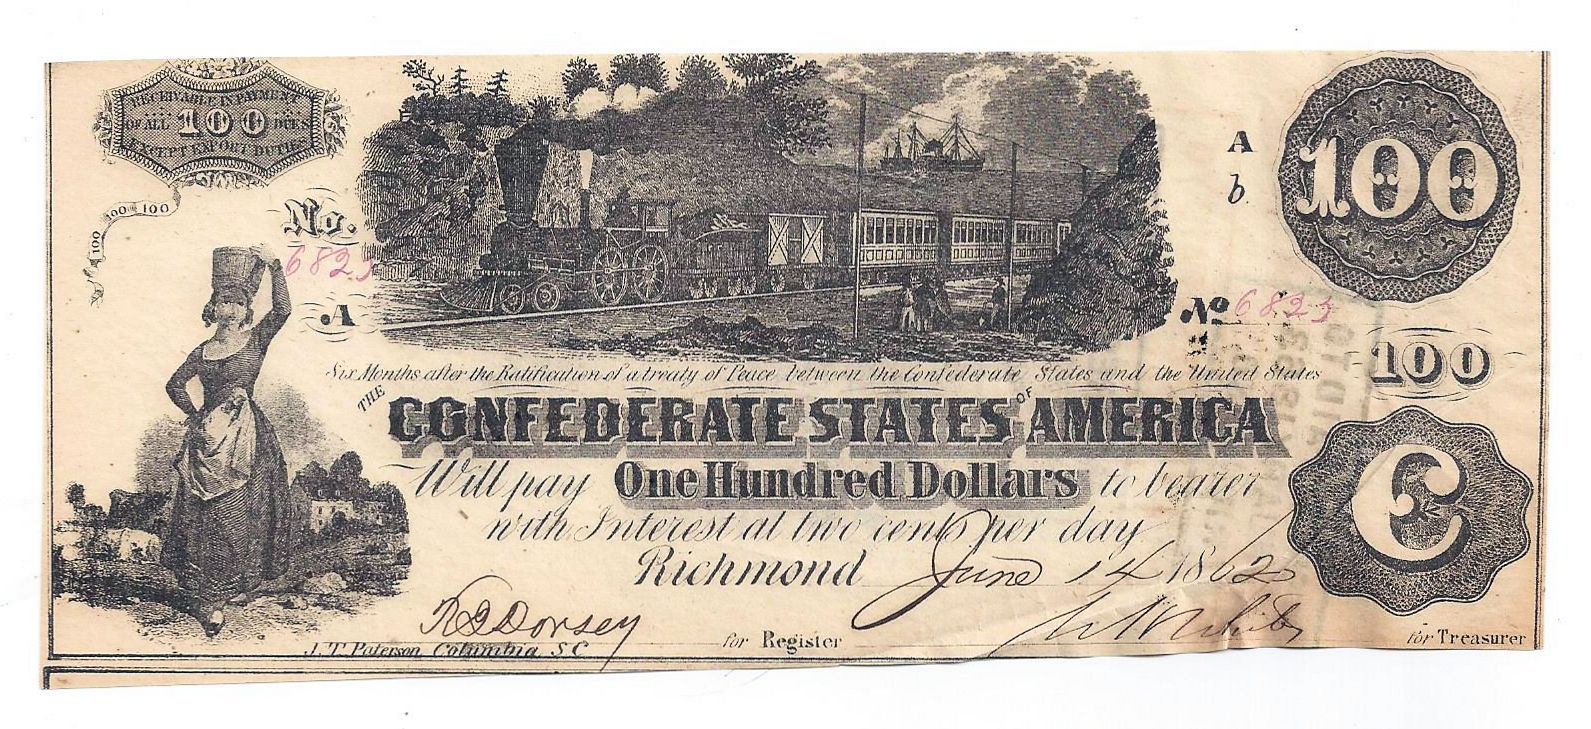 RECEIVABLE IN PAYMENT
OF ALL 100 DUES
EXCEPT EXPORT DUTIES
100
100 100
No.
682
A
A
b
100
No 6823
100
Six Months after the Ratification of a treaty of Peace between the Confederate States and the United States
THE
CONFEDERATE STATES OF AMERICA
Will pay One Hundred Dollars to bearer
with Interest at two cents per day
Richmond June 14 1862
C
R C Dorsey
for Register
for Treasurer
J. T. Paterson, Columbia, S.C